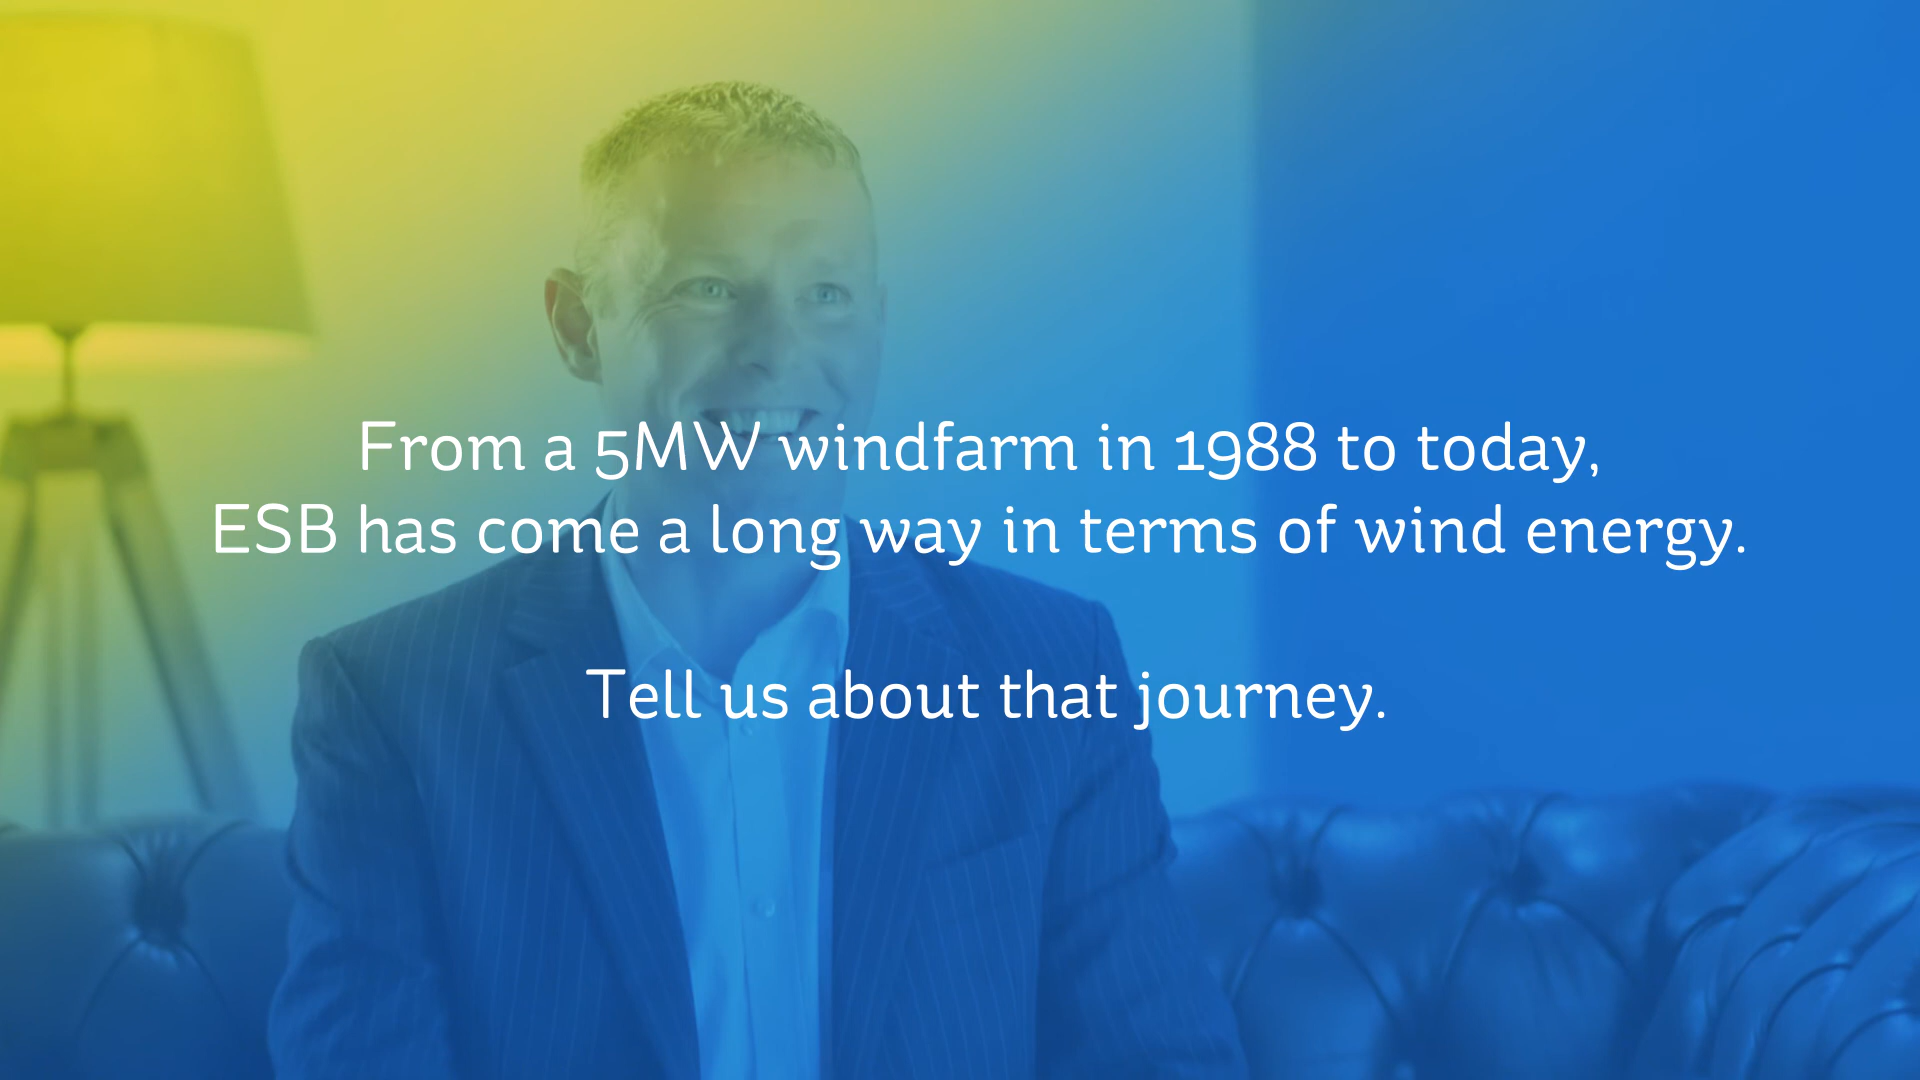 From a 5MW windfarm in 1988 to today,
ESB has come a long way in terms of wind energy.
Tell us about that journey.